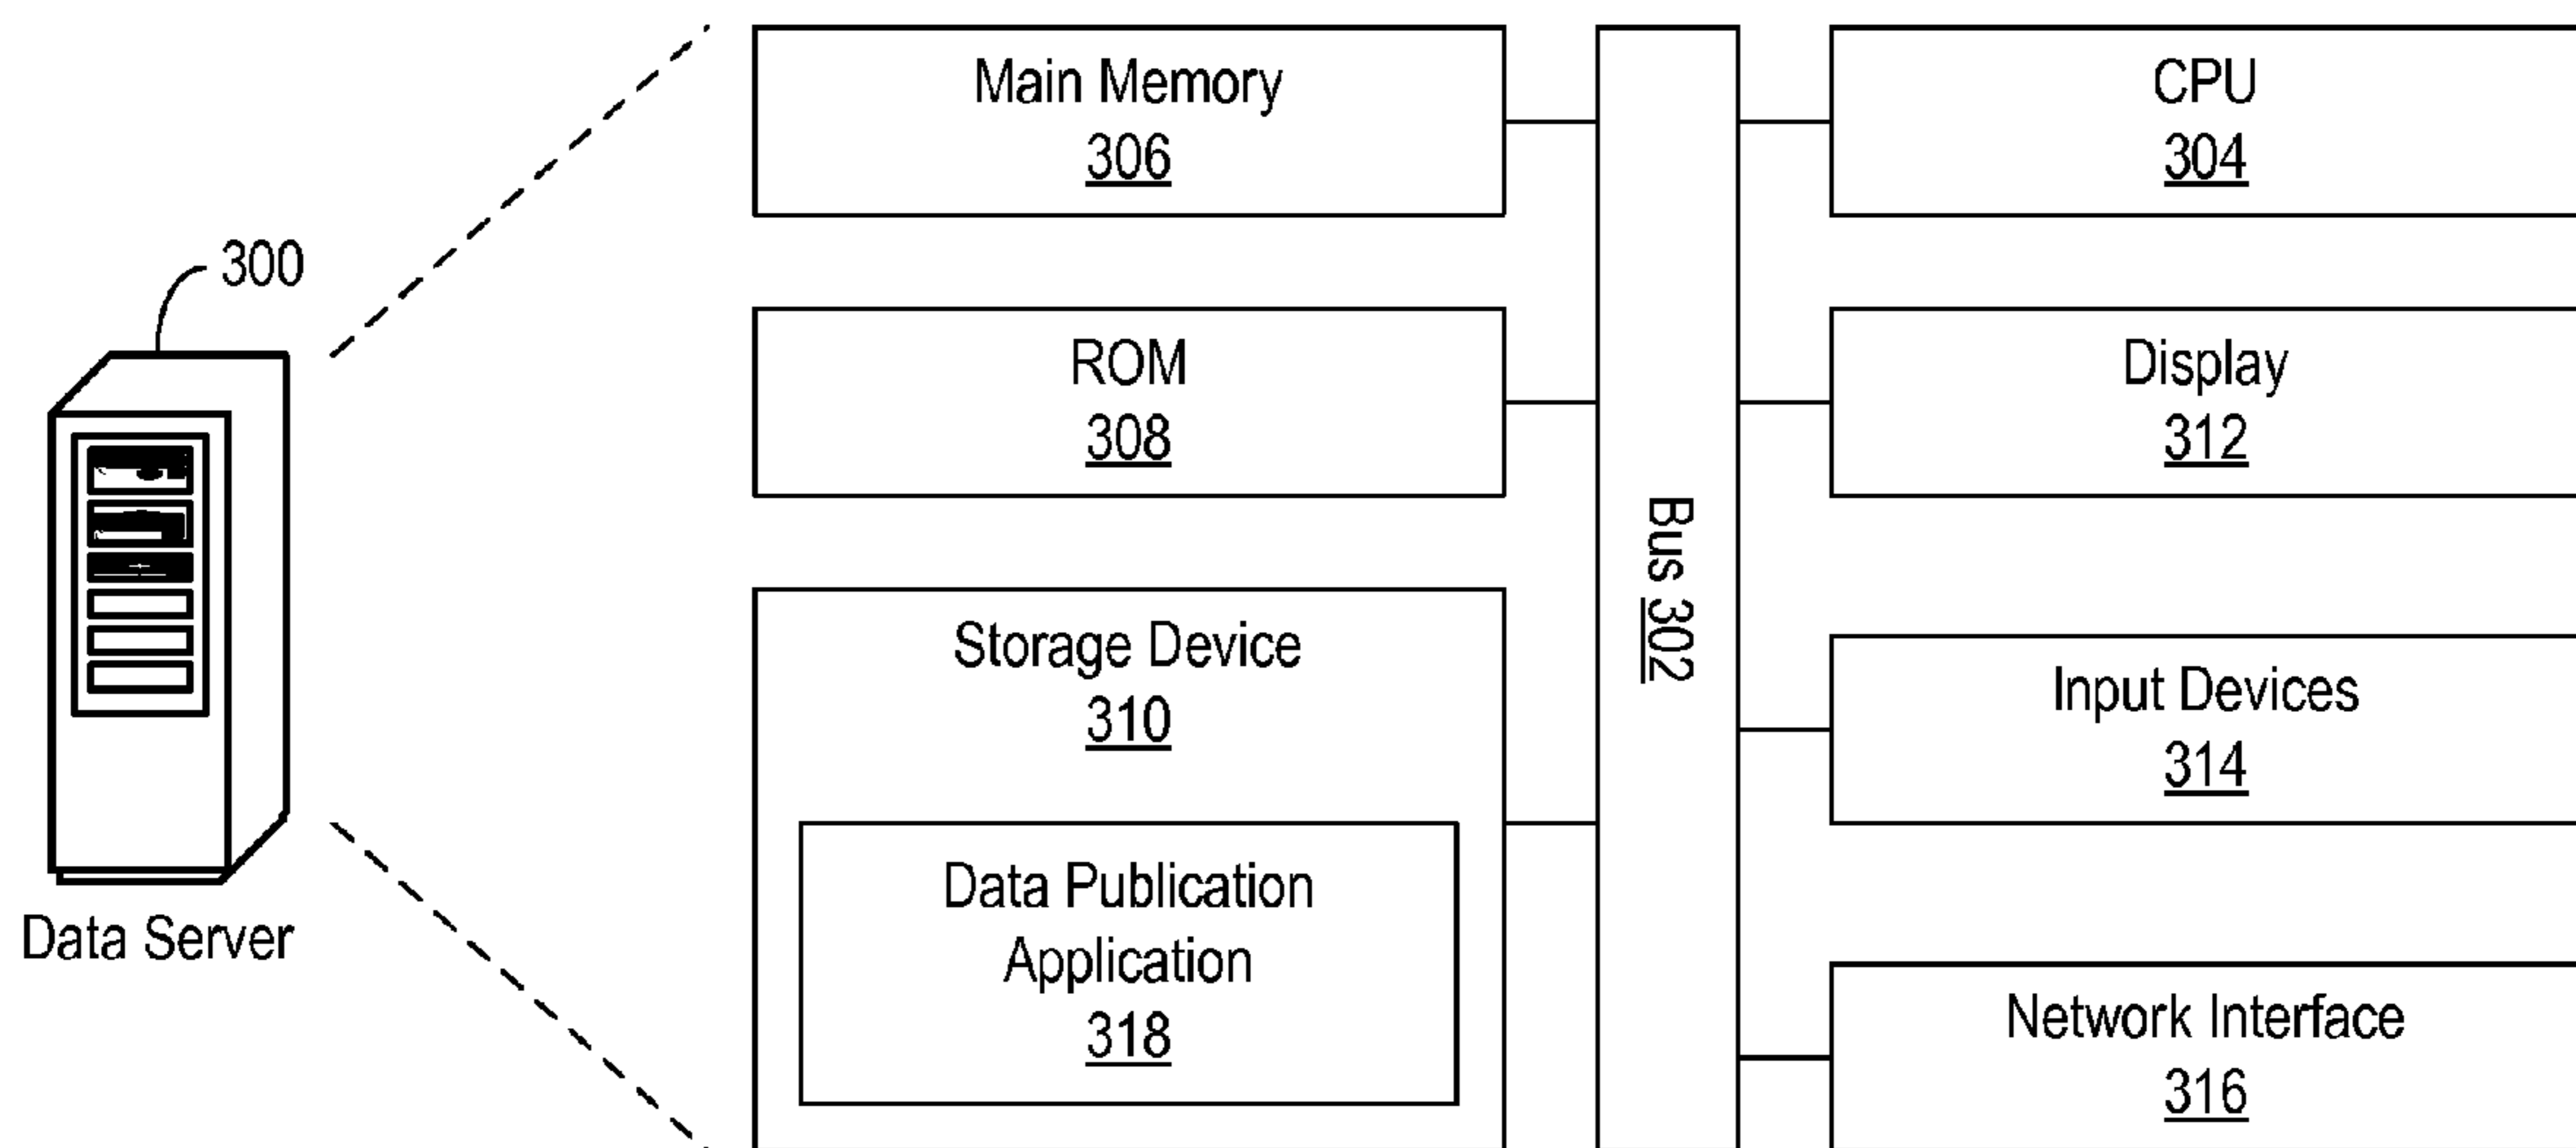 300
Data Server
Main Memory
306
ROM
308
Storage Device
310
Data Publication
Application
318
Bus 302
CPU
304
Display
312
Input Devices
314
Network Interface
316